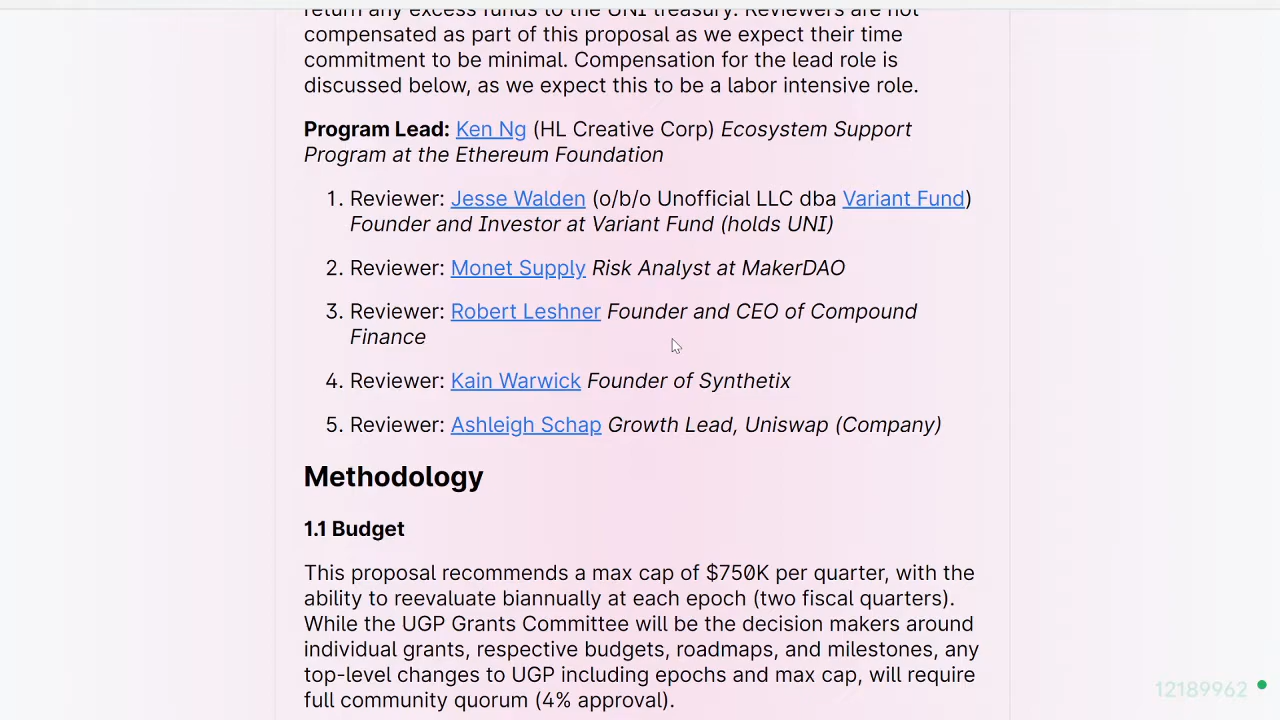 return any excess funds to the UNI treasury. Reviewers are not
compensated as part of this proposal as we expect their time
commitment to be minimal. Compensation for the lead role is
discussed below, as we expect this to be a labor intensive role.
Program Lead: Ken Ng (HL Creative Corp) Ecosystem Support
Program at the Ethereum Foundation
1. Reviewer: Jesse Walden (o/b/o Unofficial LLC dba Variant Fund)
Founder and Investor at Variant Fund (holds UNI)
2. Reviewer: Monet Supply Risk Analyst at MakerDAO
3. Reviewer: Robert Leshner Founder and CEO of Compound
Finance
4. Reviewer: Kain Warwick Founder of Synthetix
5. Reviewer: Ashleigh Schap Growth Lead, Uniswap (Company)
Methodology
1.1 Budget
This proposal recommends a max cap of $750K per quarter, with the
ability to reevaluate biannually at each epoch (two fiscal quarters).
While the UGP Grants Committee will be the decision makers around
individual grants, respective budgets, roadmaps, and milestones, any
top-level changes to UGP including epochs and max cap, will require
full community quorum (4% approval).
12189962